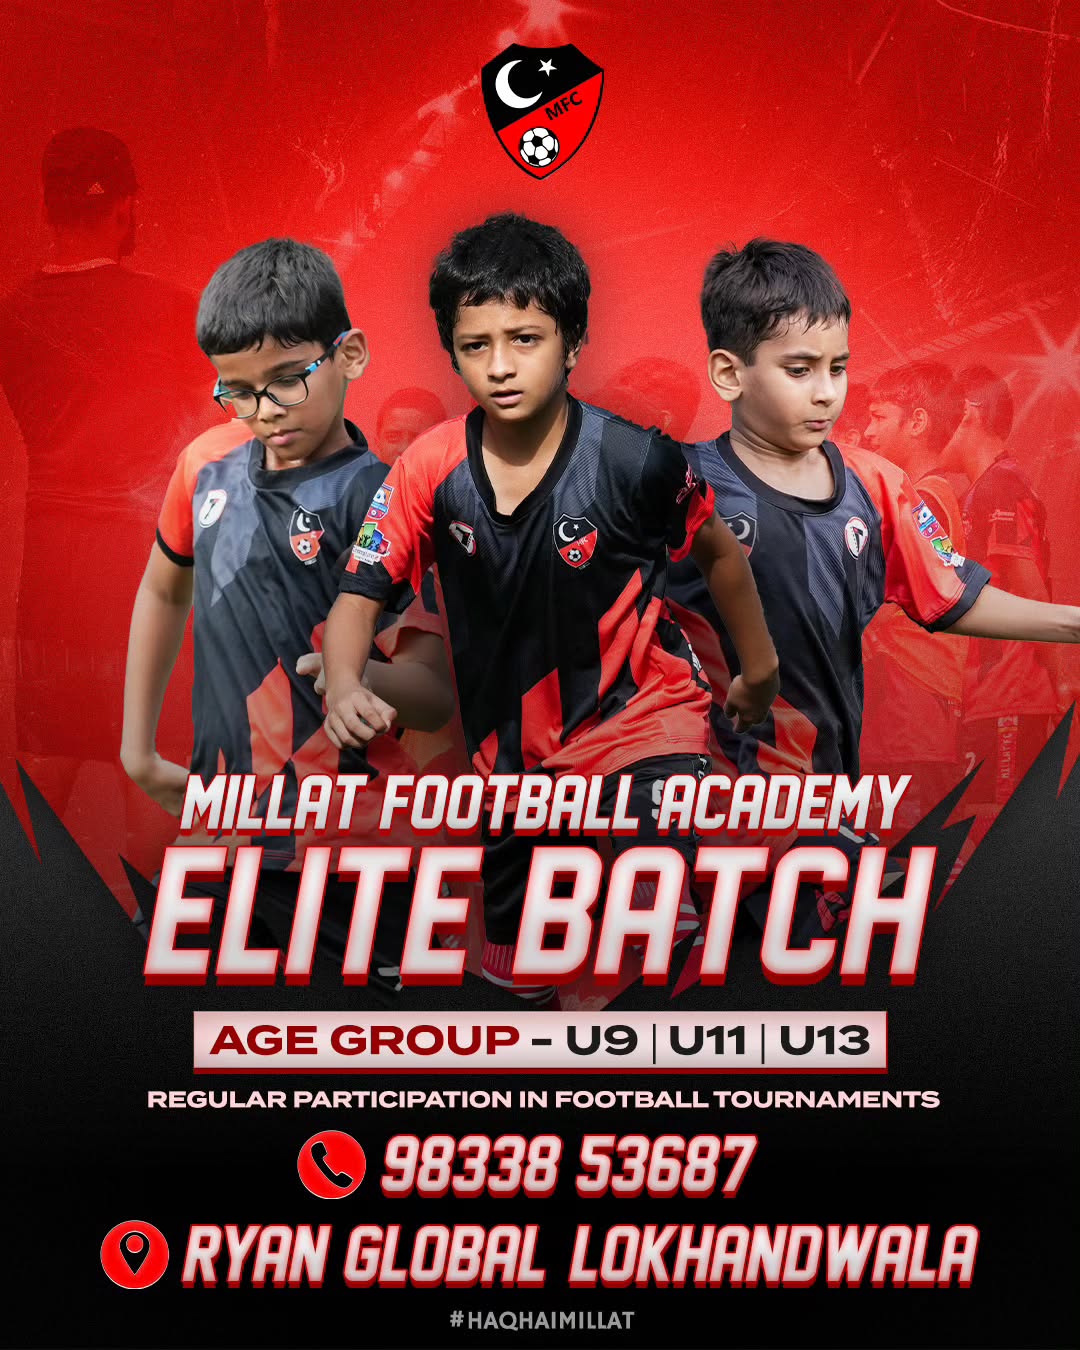 MFC
MILLAT FOOTBALL ACADEMY
ELITE BATCH
AGE GROUP - U9 | U11 | U13
REGULAR PARTICIPATION IN FOOTBALL TOURNAMENTS
98338 53687
RYAN GLOBAL LOKHANDWALA
#HAQHAIMILLAT